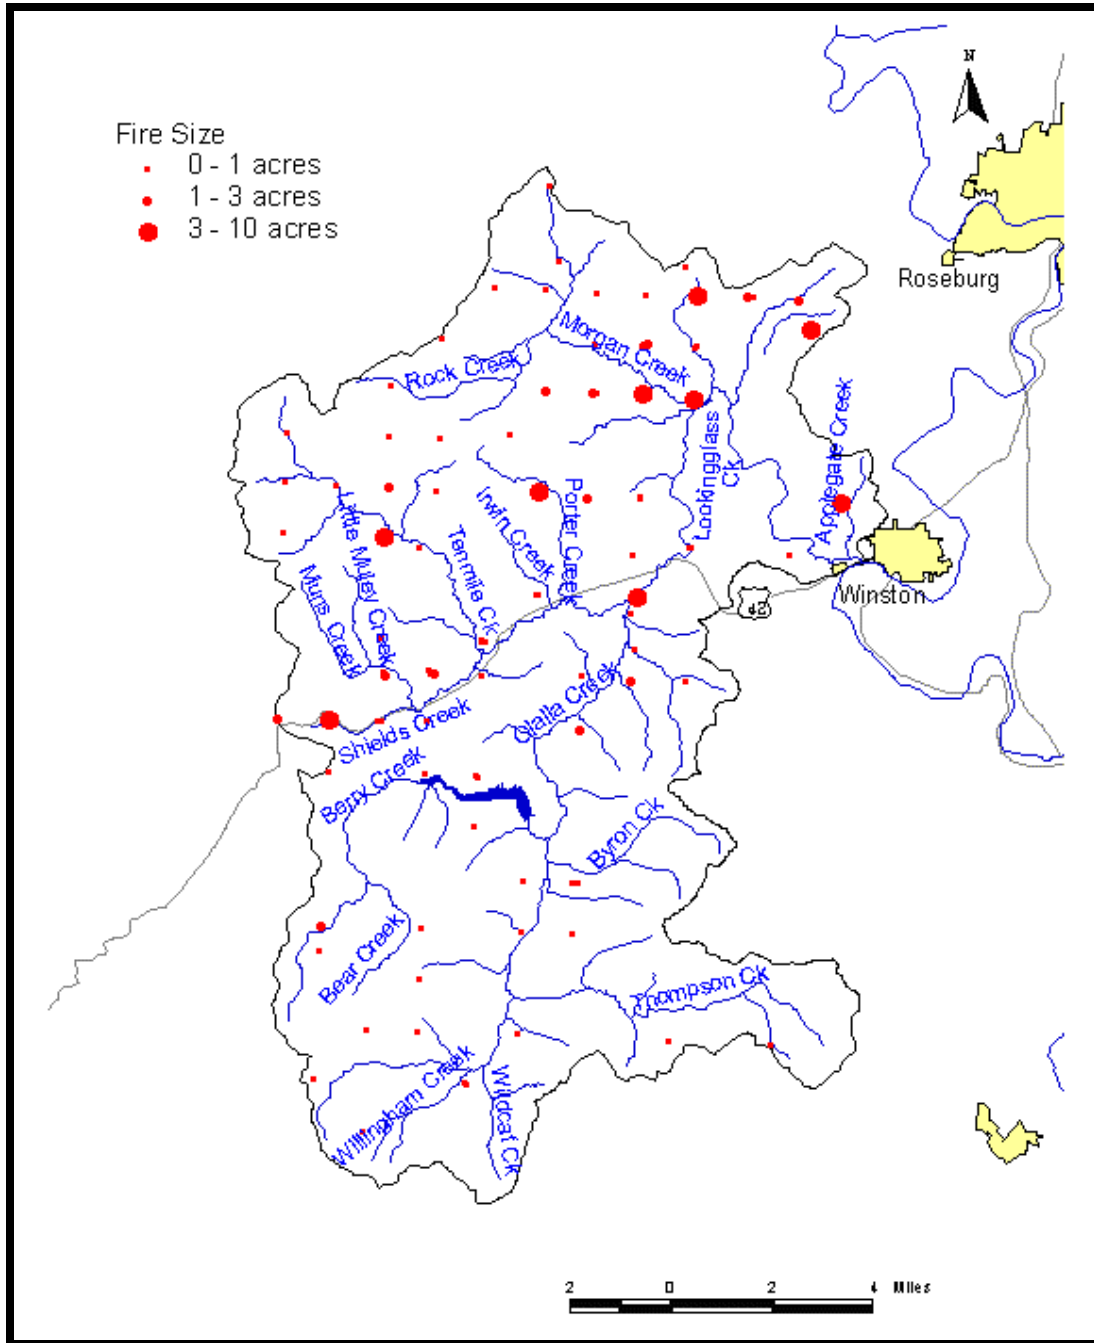 N
Fire Size
0 - 1 acres
1 - 3 acres
3 - 10 acres
Roseburg
Morgan Creek
Rock Creek
Lookingglass Ck
Applegate Creek
Porter Creek
Irwin Creek
Tenmile Ck
Little Muley Creek
Muns Creek
Winston
42
Olalla Creek
Shields Creek
Berry Creek
Byron Ck
Bear Creek
Thompson Ck
Willingham Creek
Wildcat Ck
2 0 2 4 Miles